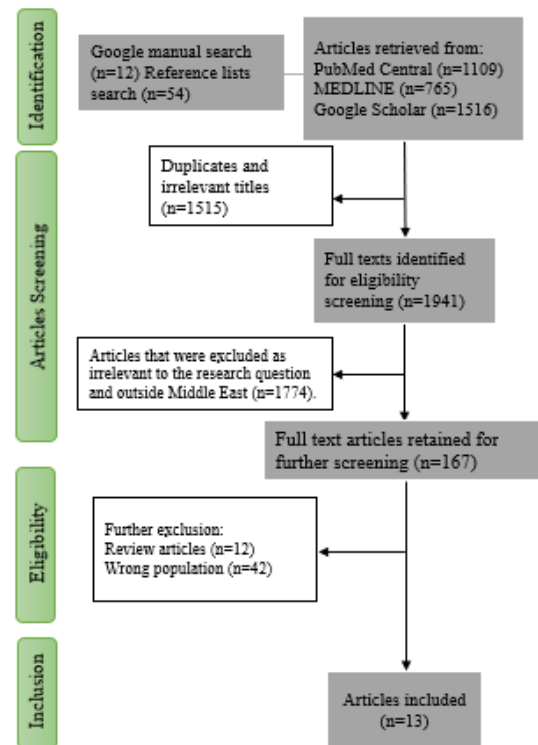 Identification
Google manual search
(n=12) Reference lists
search (n=54)
Articles retrieved from:
PubMed Central (n=1109)
MEDLINE (n=765)
Google Scholar (n=1516)
Articles Screening
Duplicates and
irrelevant titles
(n=1515)
Full texts identified
for eligibility
screening (n=1941)
Articles that were excluded as
irrelevant to the research question
and outside Middle East (n=1774).
Full text articles retained for
further screening (n=167)
Eligibility
Further exclusion:
Review articles (n=12)
Wrong population (n=42)
Inclusion
Articles included
(n=13)